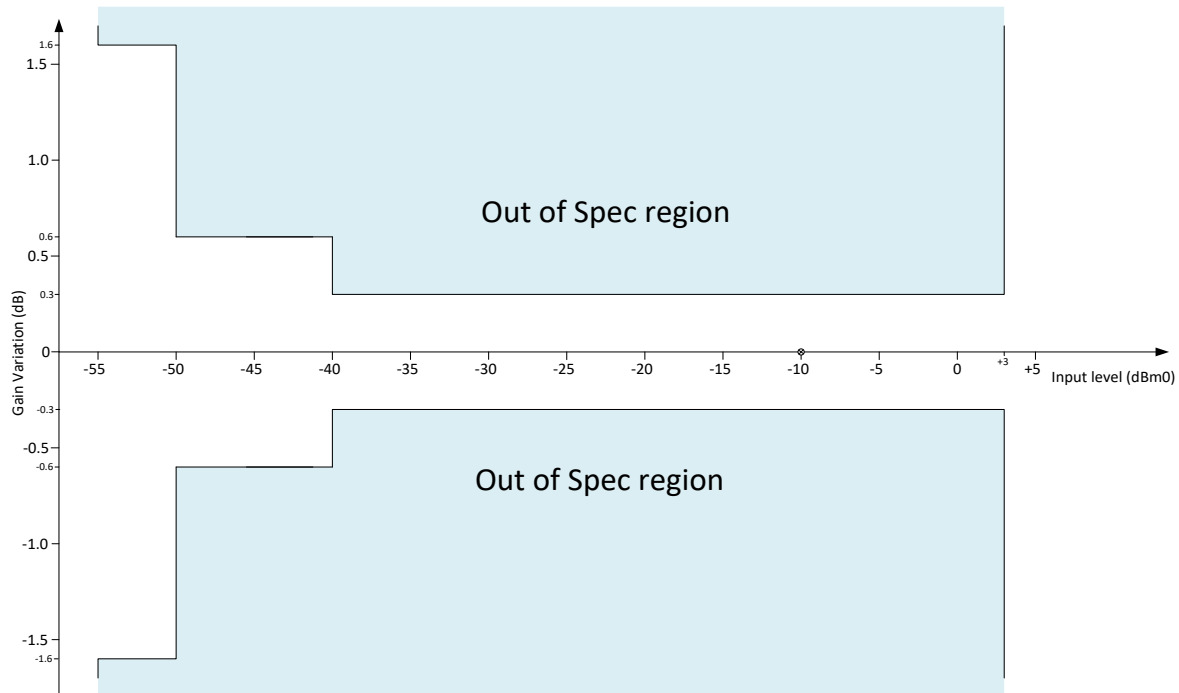 1.6
1.5
1.0
Out of Spec region
0.6
0.5
0.3
Gain Variation (dB)
0
-55 -50 -45 -40 -35 -30 -25 -20 -15 -10 -5 0 +3 +5
Input level (dBm0)
-0.3
-0.5
-0.6
Out of Spec region
-1.0
-1.5
-1.6